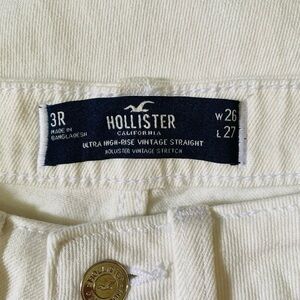 3R
MADE IN
BANGLADESH
HOLLISTER
CALIFORNIA
ULTRA HIGH-RISE VINTAGE STRAIGHT
HOLLISTER VINTAGE STRETCH
W 26
L 27